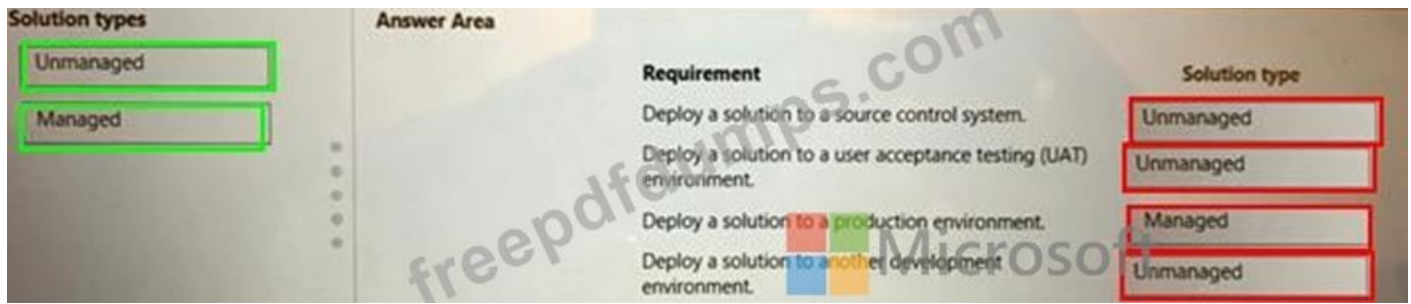 Solution types
Unmanaged
Managed
Answer Area
Requirement
Solution type
Deploy a solution to a source control system.
Unmanaged
Deploy a solution to a user acceptance testing (UAT)
environment.
Unmanaged
Deploy a solution to a production environment.
Managed
Deploy a solution to another development
environment.
Unmanaged
freepdfdumps.com
Microsoft